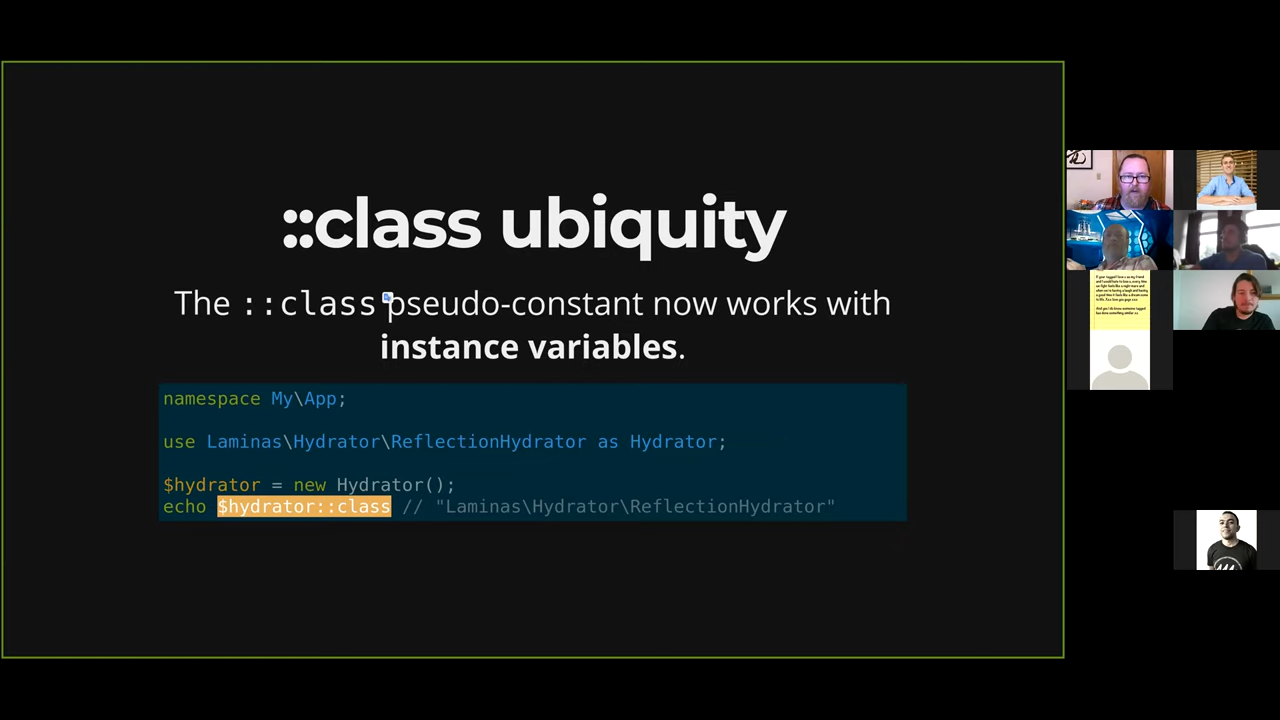 ::class ubiquity
The ::class pseudo-constant now works with
instance variables.
namespace My\App;
use Laminas\Hydrator\ReflectionHydrator as Hydrator;
$hydrator = new Hydrator();
echo $hydrator::class // "Laminas\Hydrator\ReflectionHydrator"